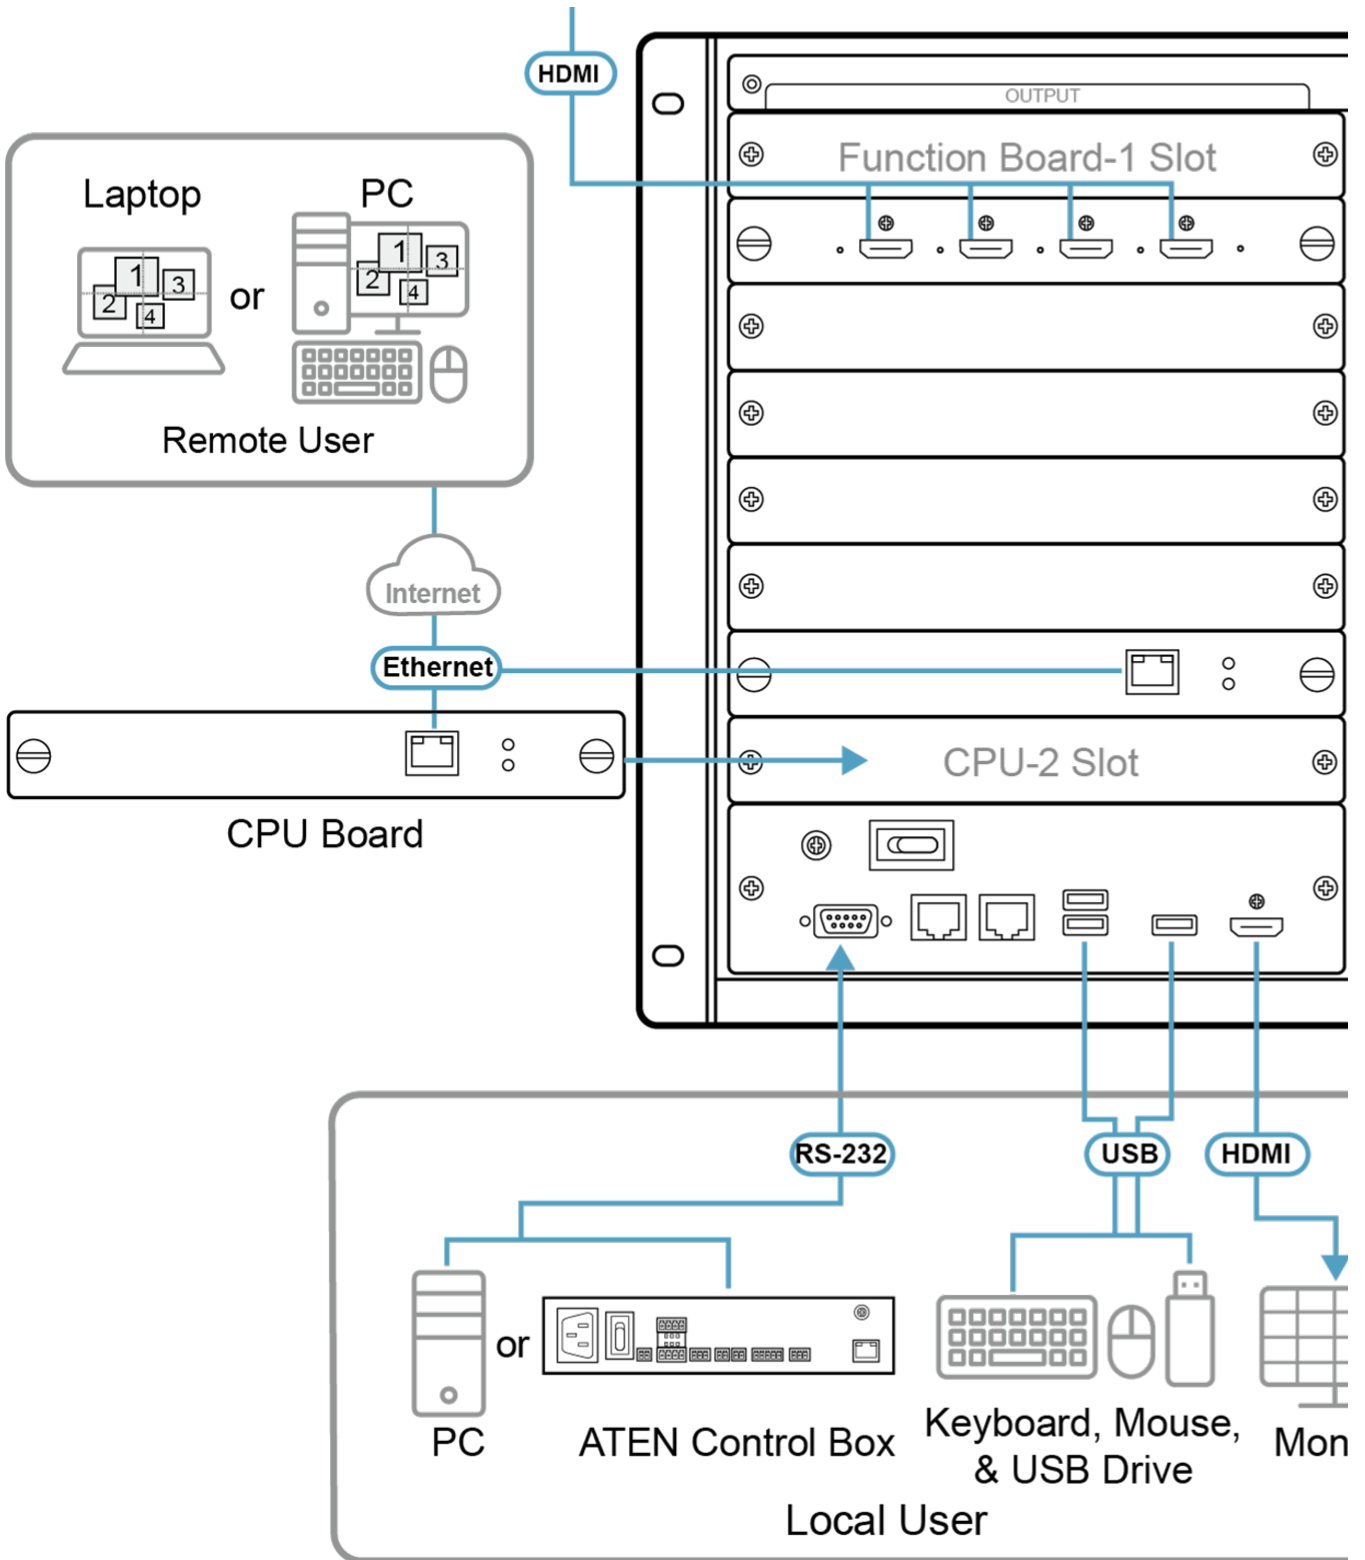 HDMI
OUTPUT
Function Board-1 Slot
Laptop
PC
1
2
3
4
or
1
2
3
4
Remote User
Internet
Ethernet
CPU-2 Slot
CPU Board
RS-232
USB
HDMI
or
PC
ATEN Control Box
Keyboard, Mouse,
& USB Drive
Mon
Local User